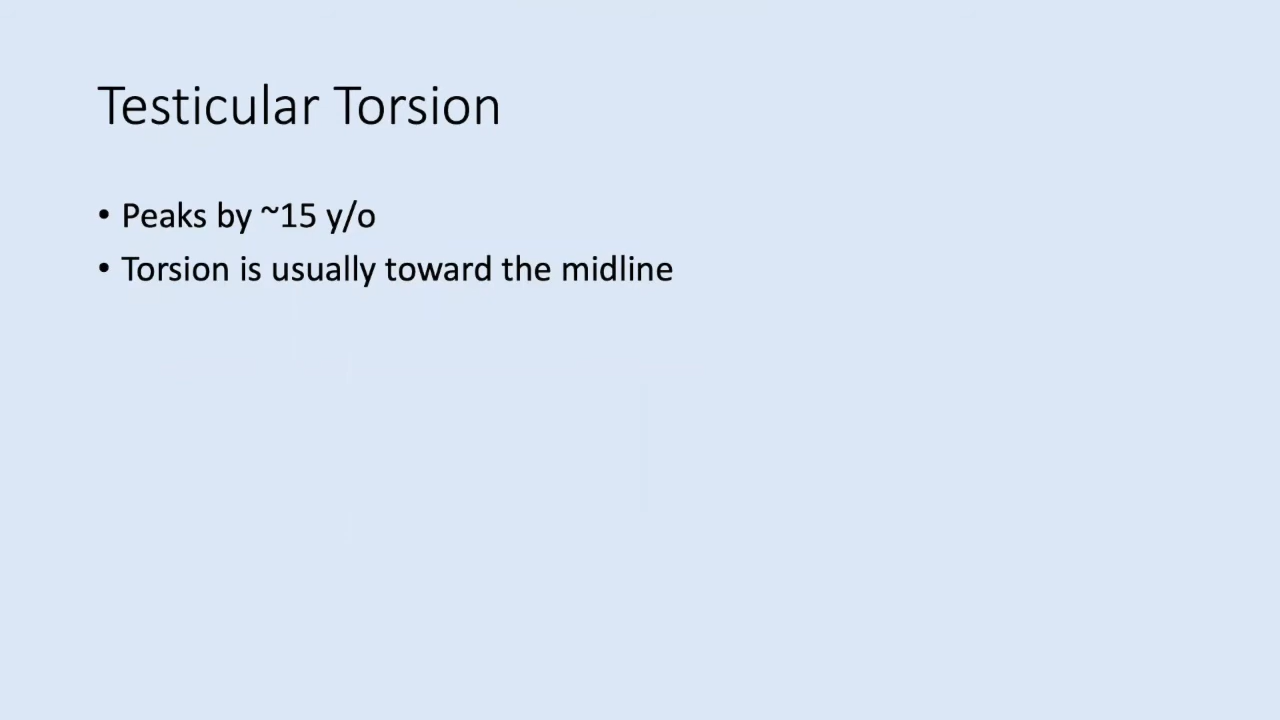 Testicular Torsion
• Peaks by ~15 y/o
• Torsion is usually toward the midline